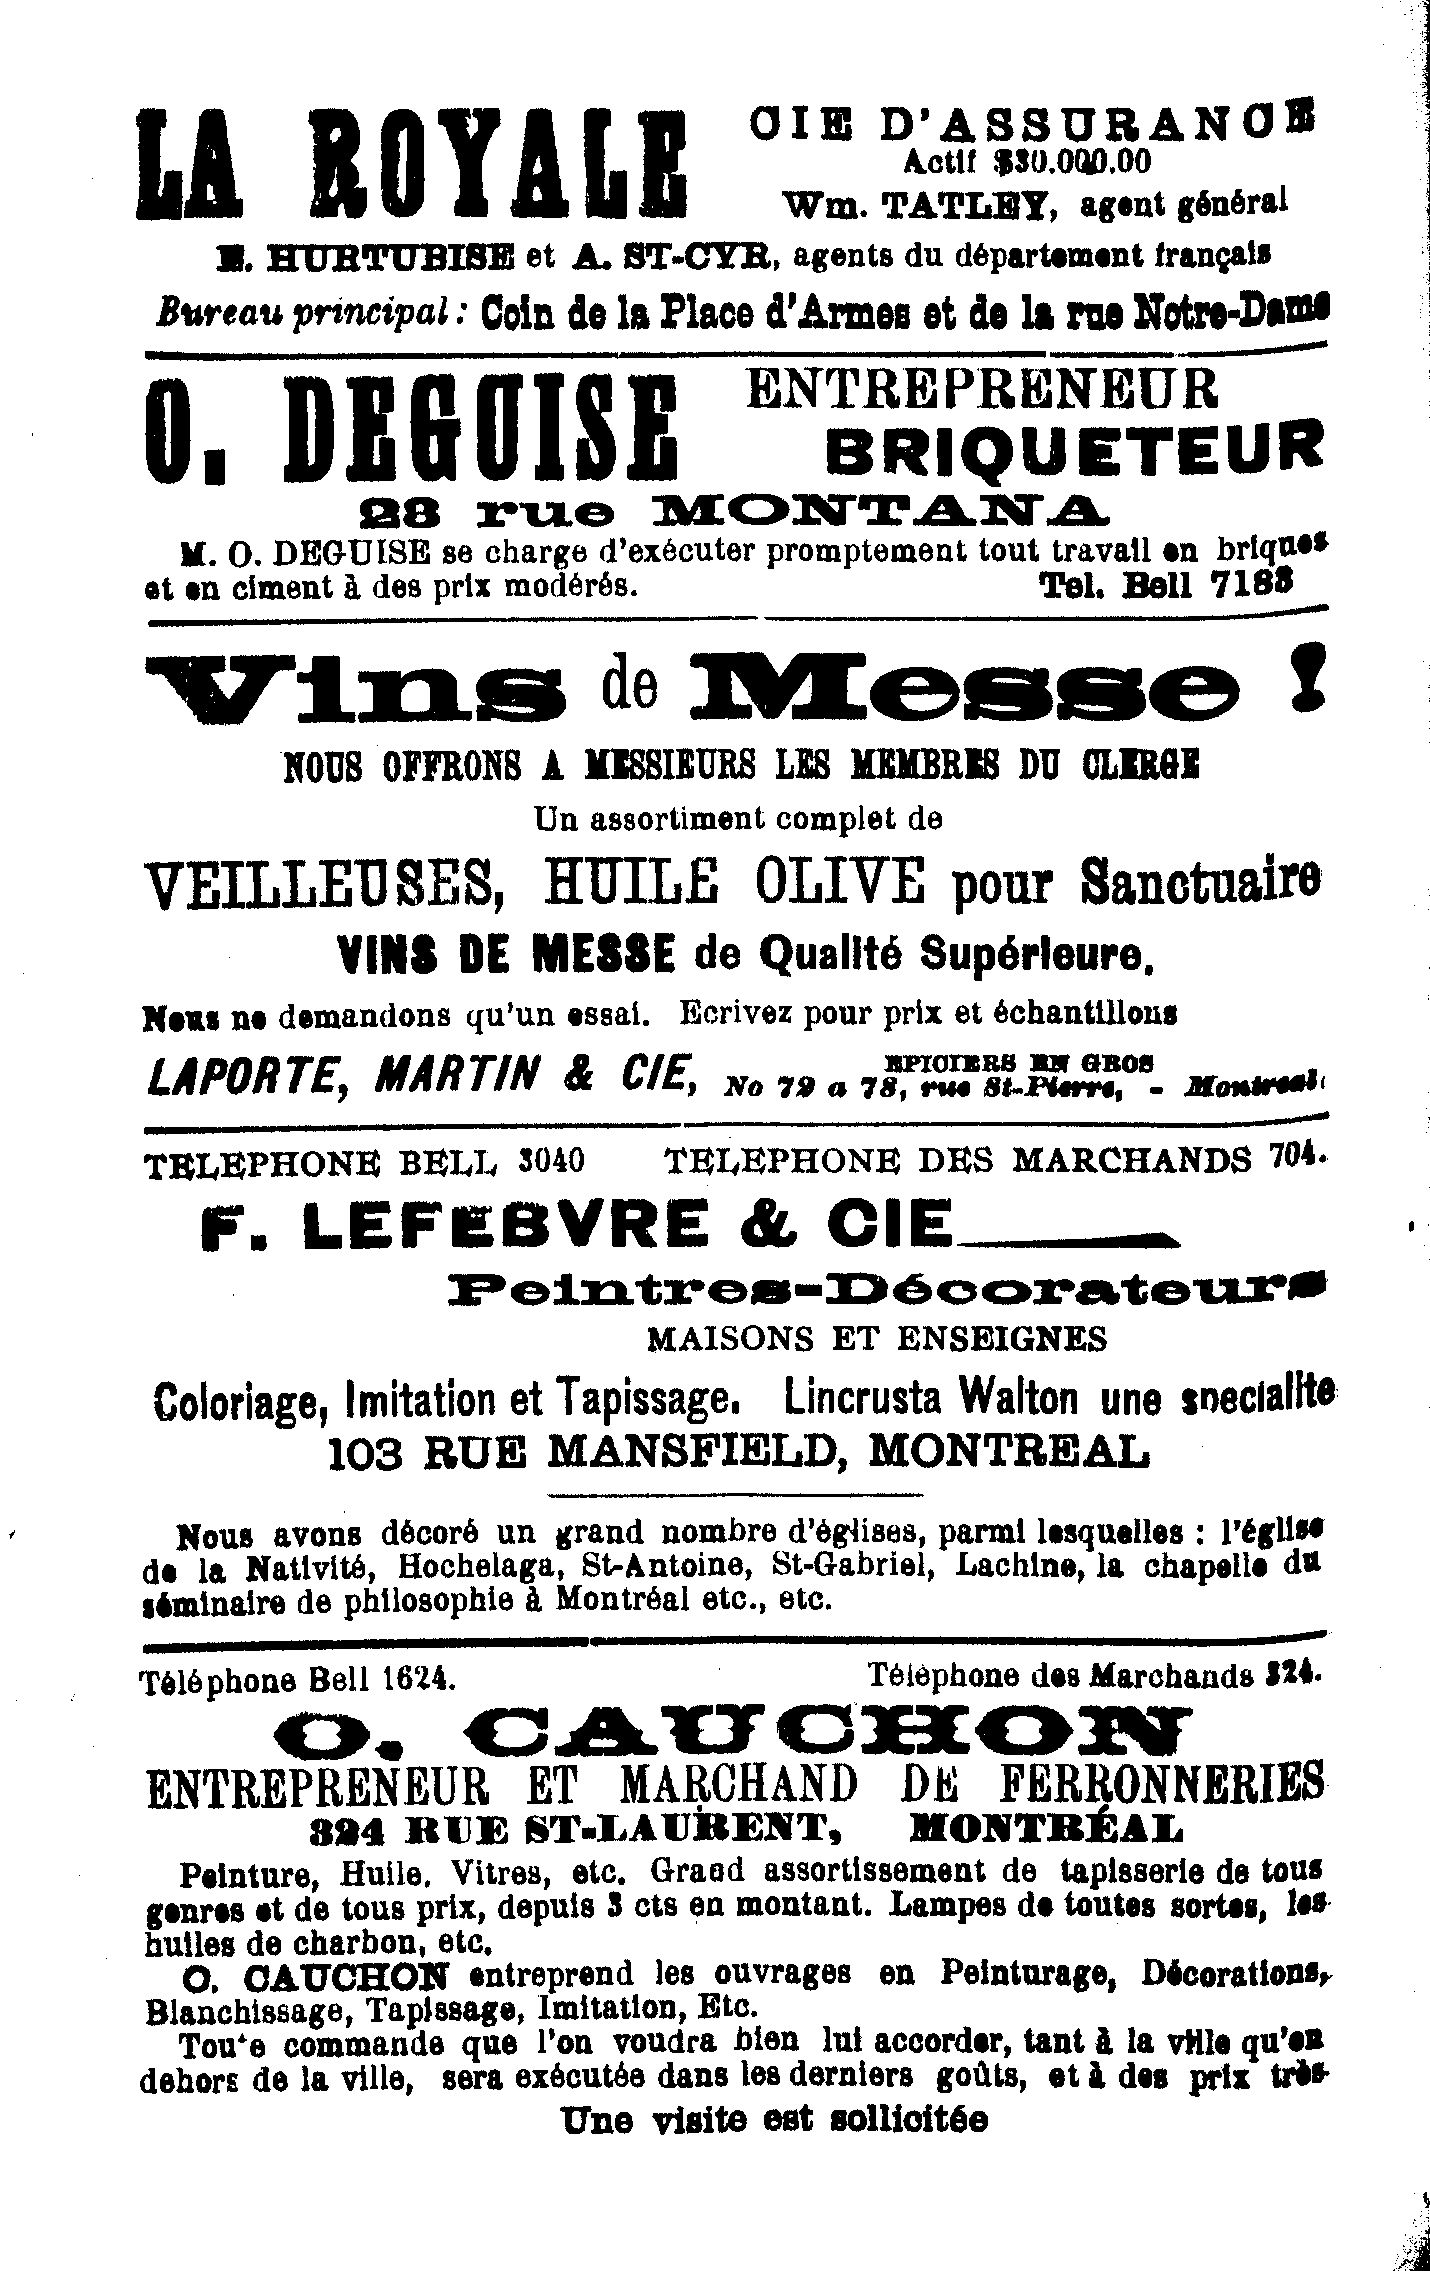 LA ROYALE CIE D'ASSURANCE
Actif $30.000.00
Wm. TATLEY, agent général
E. HURTUBISE et A. ST-CYR, agents du département français
Bureau principal : Coin de la Place d'Armes et de la rue Notre-Dame
O. DEGUISE ENTREPRENEUR
BRIQUETEUR
28 rue MONTANA
M. O. DEGUISE se charge d'exécuter promptement tout travail en briques
et en ciment à des prix modérés. Tel. Bell 7183
Vins de Messe !
NOUS OFFRONS A MESSIEURS LES MEMBRES DU CLERGE
Un assortiment complet de
VEILLEUSES, HUILE OLIVE pour Sanctuaire
VINS DE MESSE de Qualité Supérieure.
Nous ne demandons qu'un essai. Ecrivez pour prix et échantillons
LAPORTE, MARTIN & CIE, EPICIERS EN GROS
No 72 a 78, rue St-Pierre, - Montreal.
TELEPHONE BELL 3040 TELEPHONE DES MARCHANDS 704.
F. LEFEBVRE & CIE
Peintres-Décorateurs
MAISONS ET ENSEIGNES
Coloriage, Imitation et Tapissage. Lincrusta Walton une specialite
103 RUE MANSFIELD, MONTREAL
Nous avons décoré un grand nombre d'églises, parmi lesquelles : l'église
de la Nativité, Hochelaga, St-Antoine, St-Gabriel, Lachine, la chapelle du
séminaire de philosophie à Montréal etc., etc.
Téléphone Bell 1624. Téléphone des Marchands 324.
O. CAUCHON
ENTREPRENEUR ET MARCHAND DE FERRONNERIES
324 RUE ST-LAURENT, MONTRÉAL
Peinture, Huile. Vitres, etc. Grand assortissement de tapisserie de tous
genres et de tous prix, depuis 3 cts en montant. Lampes de toutes sortes, les
huiles de charbon, etc.
O. CAUCHON entreprend les ouvrages en Peinturage, Décorations,
Blanchissage, Tapissage, Imitation, Etc.
Toute commande que l'on voudra bien lui accorder, tant à la ville qu'en
dehors de la ville, sera exécutée dans les derniers goûts, et à des prix très-
Une visite est sollicitée